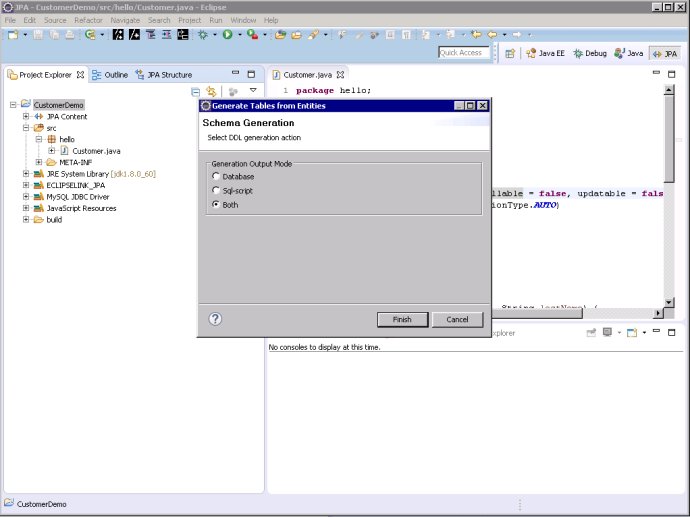 JPA - CustomerDemo/src/hello/Customer.java - Eclipse
File Edit Source Refactor Navigate Search Project Run Window Help
Quick Access
Java EE Debug Java JPA
Project Explorer Outline JPA Structure
Customer.java
CustomerDemo
JPA Content
src
hello
Customer.java
META-INF
JRE System Library [jdk1.8.0_60]
ECLIPSELINK_JPA
MySQL JDBC Driver
JavaScript Resources
build
1 package hello;
Generate Tables from Entities
Schema Generation
Select DDL generation action
Generation Output Mode
Database
Sql-script
Both
Finish Cancel
llable = false, updatable = fals
ionType.AUTO)
String lastName) {
xplorer
No consoles to display at this time.
CustomerDemo